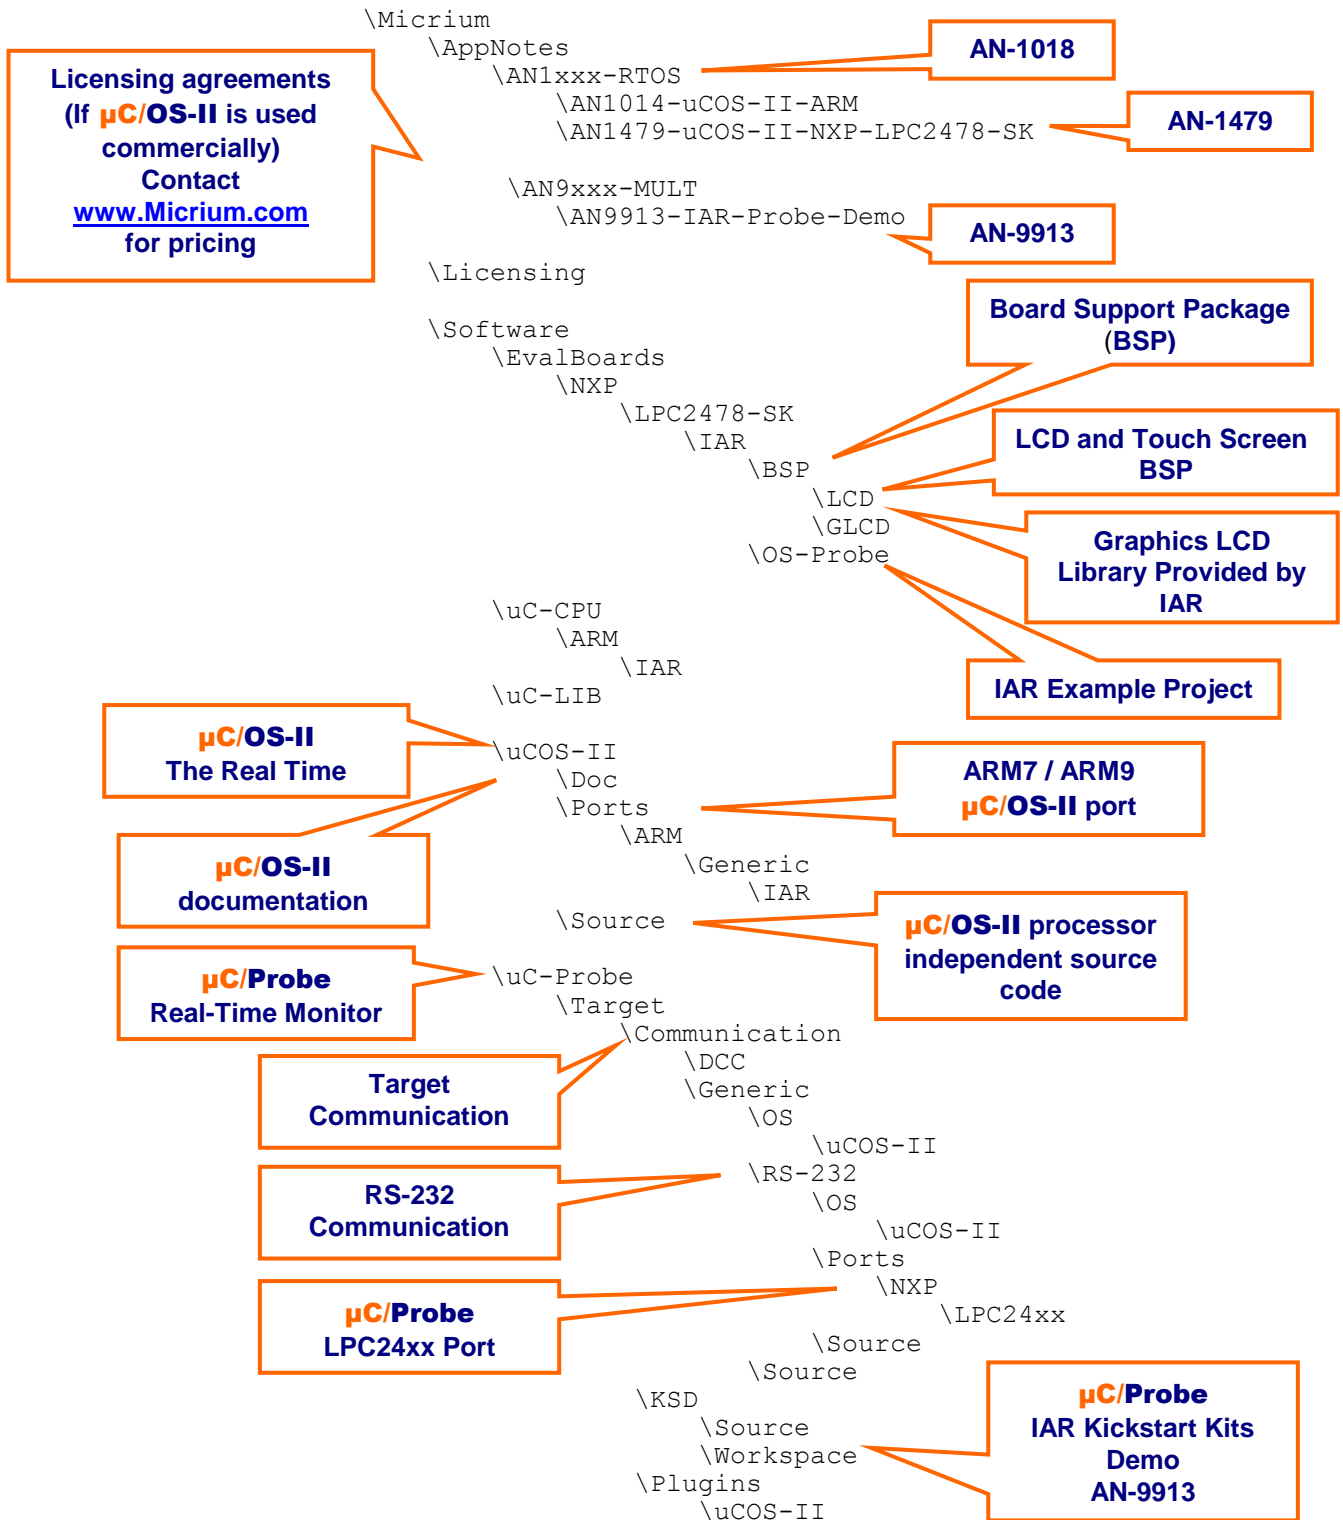 \Micrium
\AppNotes
\AN1xxx-RTOS
\AN1014-uCOS-II-ARM
\AN1479-uCOS-II-NXP-LPC2478-SK
\AN9xxx-MULT
\AN9913-IAR-Probe-Demo
\Licensing
\Software
\EvalBoards
\NXP
\LPC2478-SK
\IAR
\BSP
\LCD
\GLCD
\OS-Probe
\uC-CPU
\ARM
\IAR
\uC-LIB
\uCOS-II
\Doc
\Ports
\ARM
\Generic
\IAR
\Source
\uC-Probe
\Target
\Communication
\DCC
\Generic
\OS
\uCOS-II
\RS-232
\OS
\uCOS-II
\Ports
\NXP
\LPC24xx
\Source
\Source
\KSD
\Source
\Workspace
\Plugins
\uCOS-II
Licensing agreements
(If µC/OS-II is used
commercially)
Contact
www.Micrium.com
for pricing
AN-1018
AN-1479
AN-9913
Board Support Package
(BSP)
LCD and Touch Screen
BSP
Graphics LCD
Library Provided by
IAR
IAR Example Project
µC/OS-II
The Real Time
ARM7 / ARM9
µC/OS-II port
µC/OS-II
documentation
µC/OS-II processor
independent source
code
µC/Probe
Real-Time Monitor
Target
Communication
RS-232
Communication
µC/Probe
LPC24xx Port
µC/Probe
IAR Kickstart Kits
Demo
AN-9913